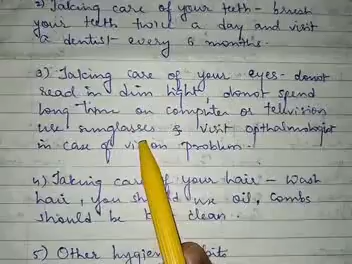 2) Taking care of your teeth - brush
your teeth twice a day and visit
a dentist every 6 months.
3) Taking care of your eyes - donot
read in dim light, donot spend
long time on computer or television
use sunglasses & visit opthalmologist
in case of vision problem.
4) Taking care of your hair - wash
hair, you should use oil, combs
should be clean.
5) Other hygiene